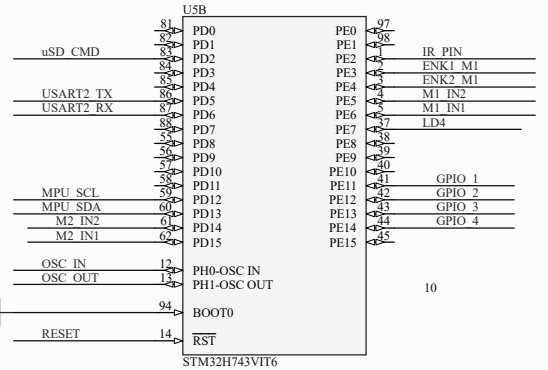 U5B
81 PD0 PE0 97
82 PD1 PE1 98
uSD_CMD 83 PD2 PE2 1 IR_PIN
84 PD3 PE3 2 ENK1_M1
85 PD4 PE4 3 ENK2_M1
USART2_TX 86 PD5 PE5 4 M1_IN2
USART2_RX 87 PD6 PE6 5 M1_IN1
88 PD7 PE7 37 LD4
55 PD8 PE8 38
56 PD9 PE9 39
57 PD10 PE10 40
58 PD11 PE11 41 GPIO_1
MPU_SCL 59 PD12 PE12 42 GPIO_2
MPU_SDA 60 PD13 PE13 43 GPIO_3
M2_IN2 61 PD14 PE14 44 GPIO_4
M2_IN1 62 PD15 PE15 45
OSC_IN 12 PH0-OSC IN
OSC_OUT 13 PH1-OSC OUT
10
94 BOOT0
RESET 14 RST
STM32H743VIT6